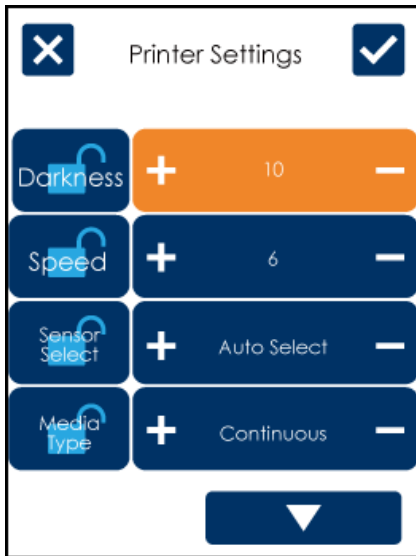 Printer Settings
Darkness
10
Speed
6
Sensor
Select
Auto Select
Media
Type
Continuous